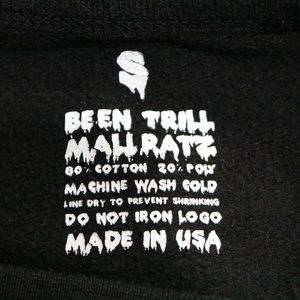 BEEN TRILL
MALLRATZ
80% COTTON 20% POLY
MACHINE WASH COLD
LINE DRY TO PREVENT SHRINKING
DO NOT IRON LOGO
MADE IN USA